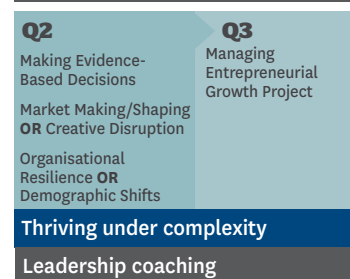 Q2
Making Evidence-
Based Decisions
Market Making/Shaping
OR Creative Disruption
Organisational
Resilience OR
Demographic Shifts
Q3
Managing
Entrepreneurial
Growth Project
Thriving under complexity
Leadership coaching